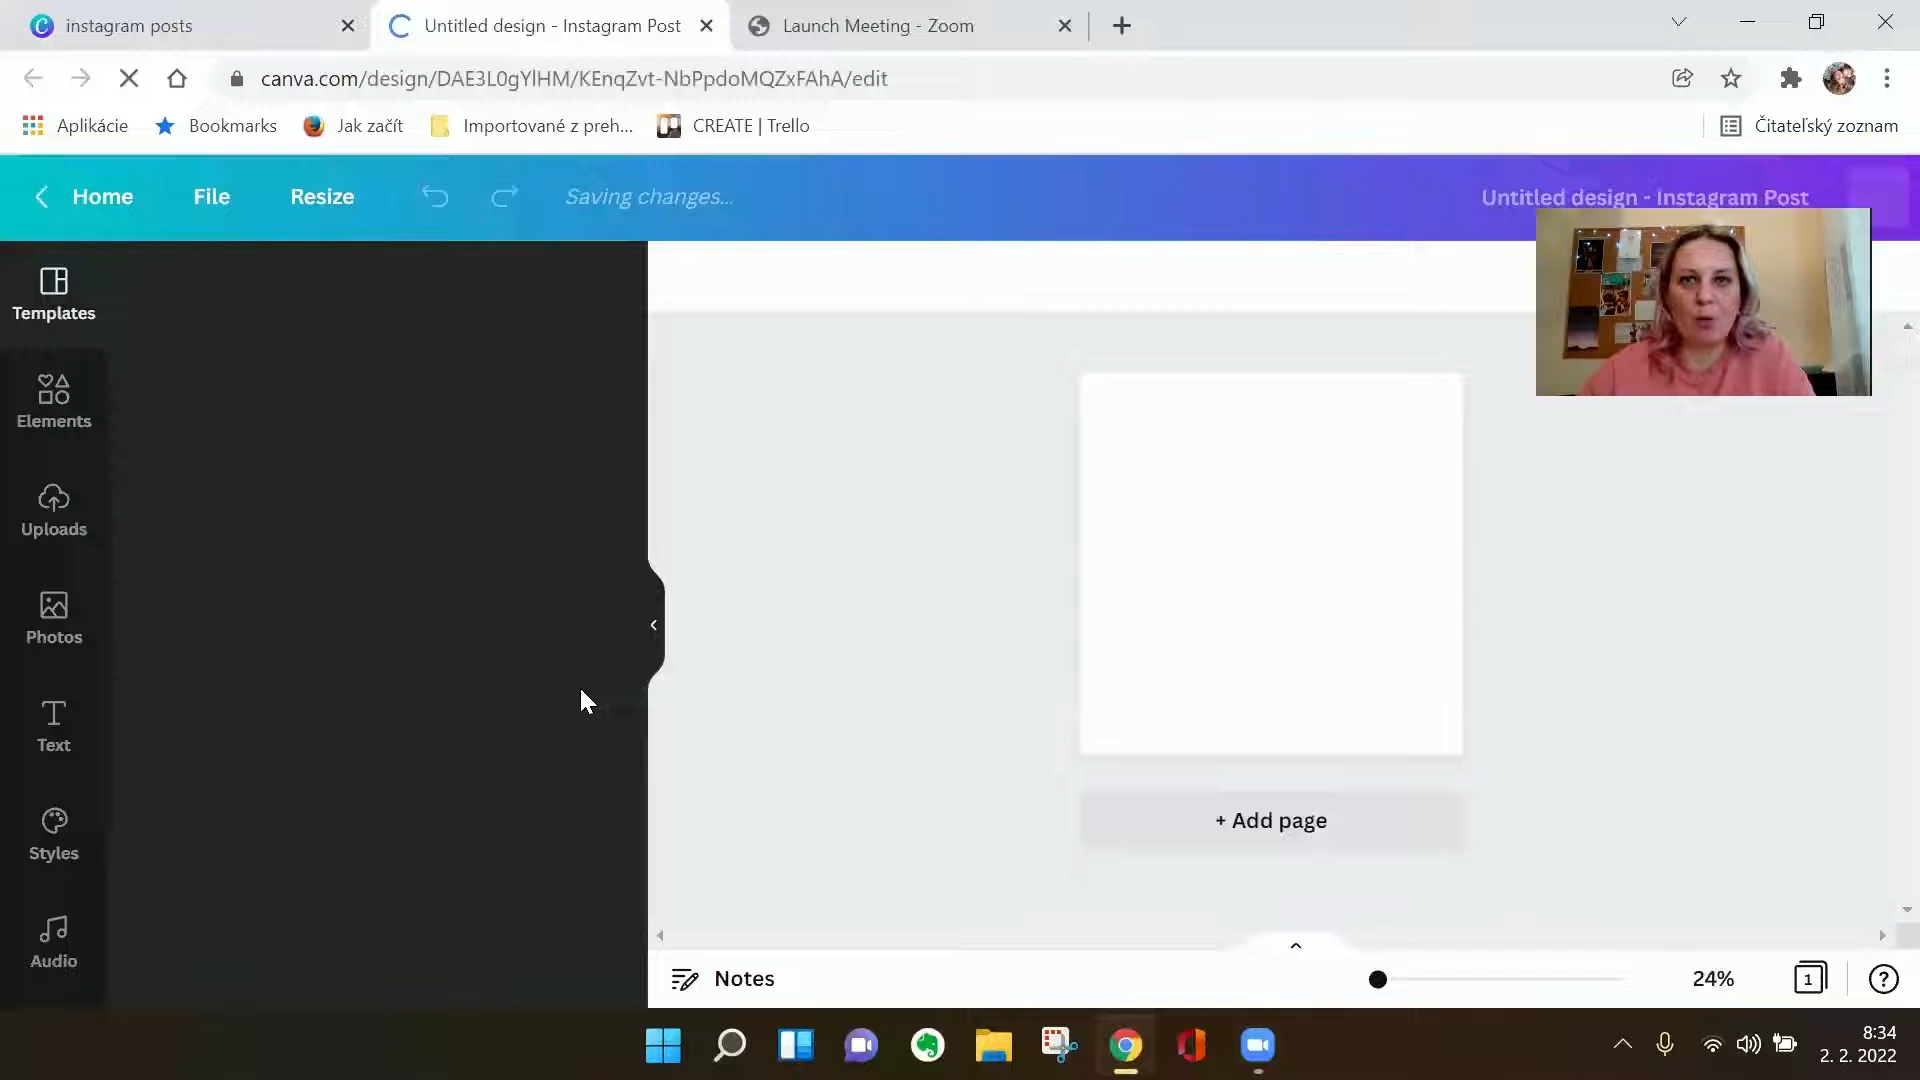 instagram posts
Untitled design - Instagram Post
Launch Meeting - Zoom
canva.com/design/DAE3L0gYlHM/KEnqZvt-NbPpdoMQZxFAhA/edit
Aplikácie
Bookmarks
Jak začít
Importované z preh...
CREATE | Trello
Čitateľský zoznam
Home
File
Resize
Saving changes...
Untitled design - Instagram Post
Templates
Elements
Uploads
Photos
Text
Styles
Audio
+ Add page
Notes
24%
1
?
8:34
2. 2. 2022